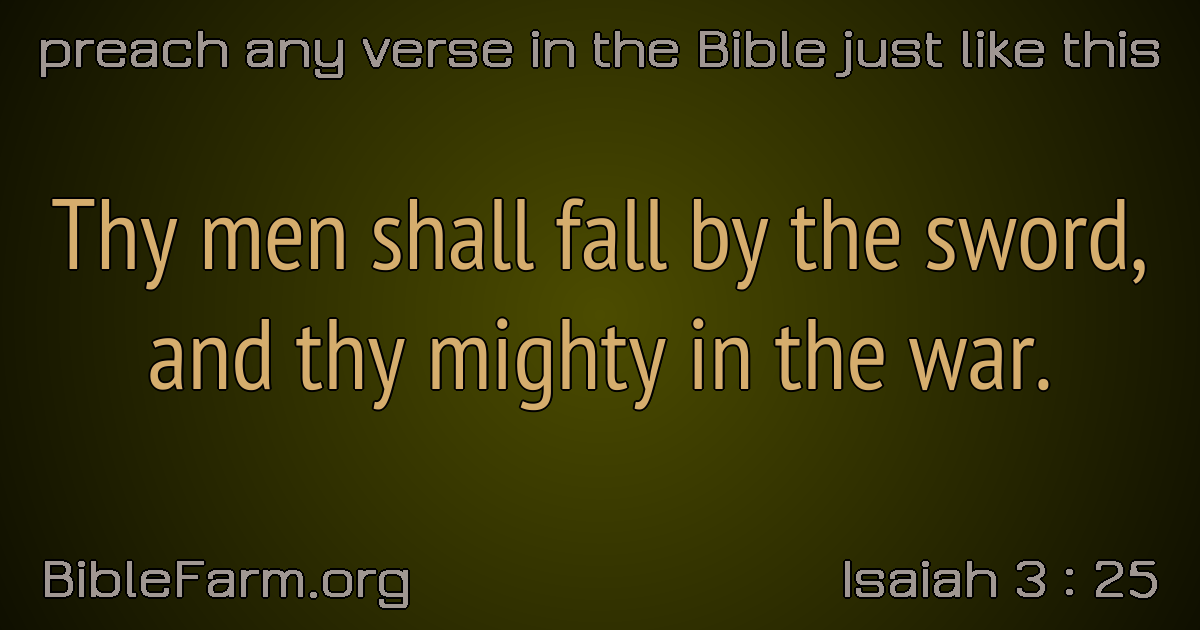 preach any verse in the Bible just like this
Thy men shall fall by the sword,
and thy mighty in the war.
BibleFarm.org
Isaiah 3 : 25